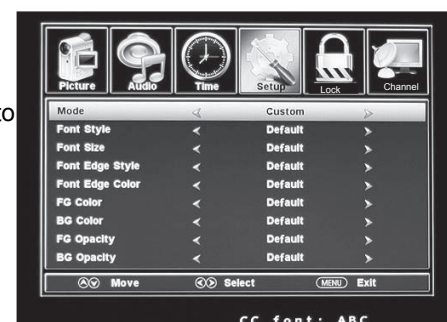 Picture Audio Time Setup Lock Channel
to
Mode Custom
Font Style Default
Font Size Default
Font Edge Style Default
Font Edge Color Default
FG Color Default
BG Color Default
FG Opacity Default
BG Opacity Default
Move Select MENU Exit
CC font: ABC